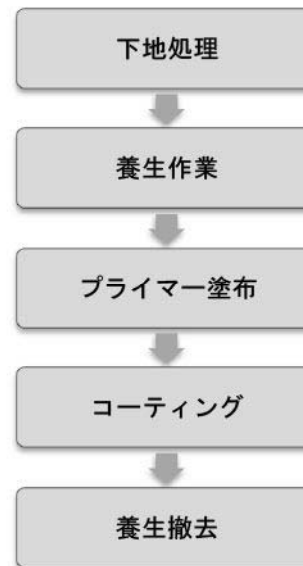 下地処理
養生作業
プライマー塗布
コーティング
養生撤去